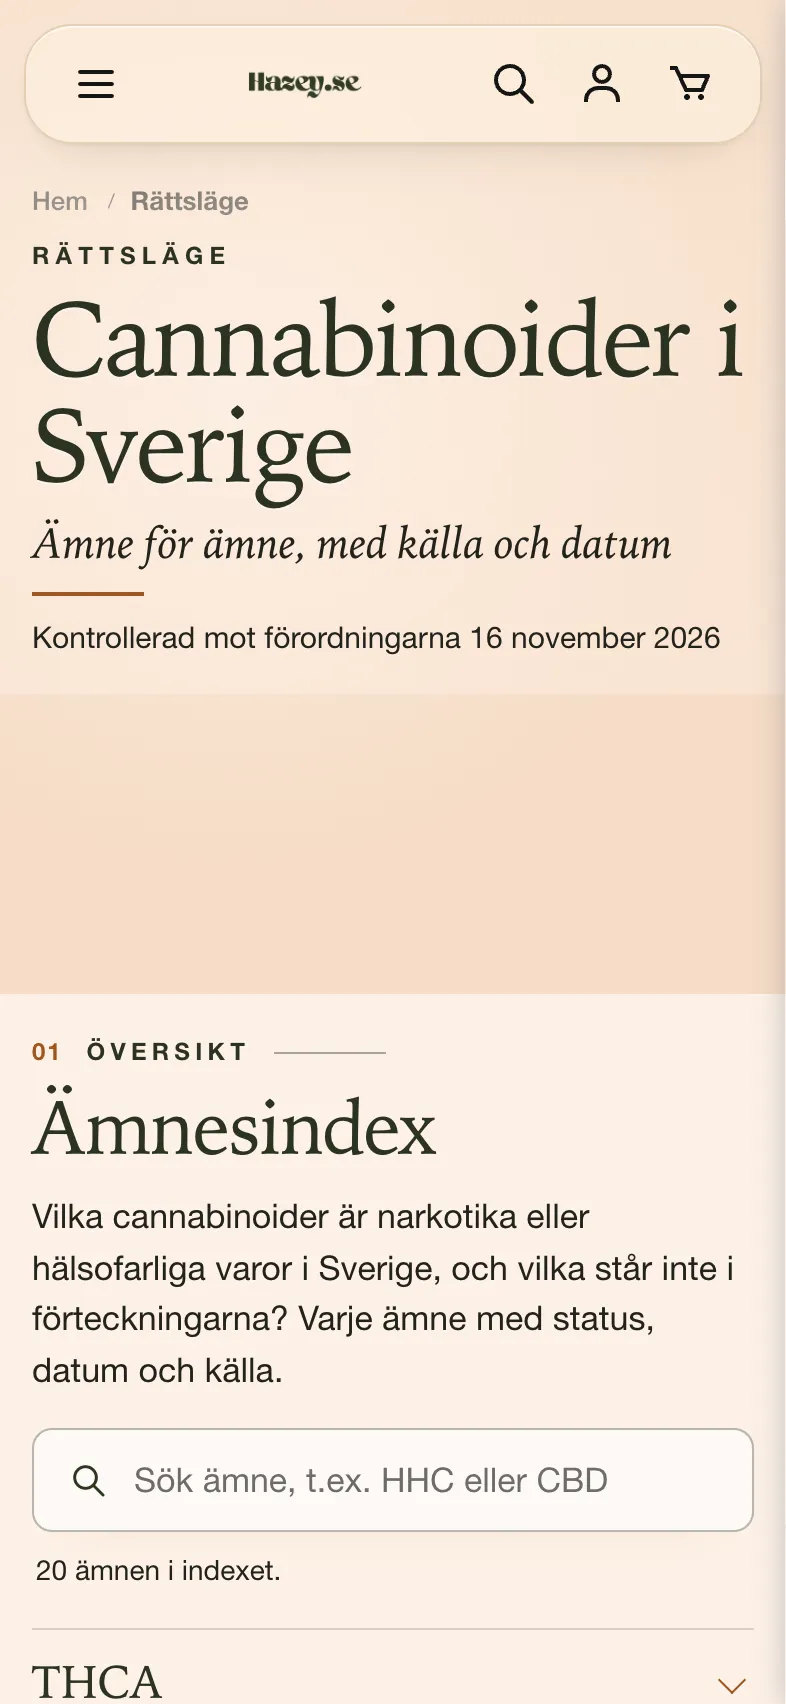 Hazey.se
Hem / Rättsläge
RÄTTSLÄGE
Cannabinoider i
Sverige
Ämne för ämne, med källa och datum
Kontrollerad mot förordningarna 16 november 2026
01 ÖVERSIKT
Ämnesindex
Vilka cannabinoider är narkotika eller
hälsofarliga varor i Sverige, och vilka står inte i
förteckningarna? Varje ämne med status,
datum och källa.
Sök ämne, t.ex. HHC eller CBD
20 ämnen i indexet.
THCA